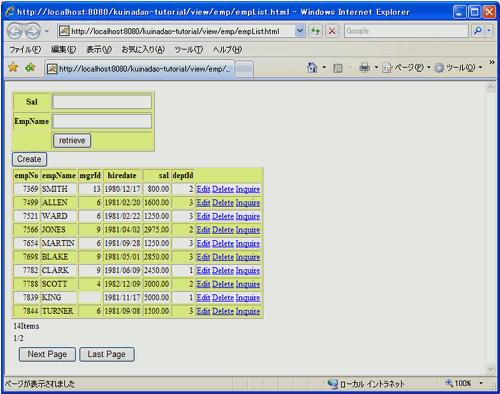 http://localhost:8080/kuinadao-tutorial/view/emp/empList.html - Windows Internet Explorer
http://localhost:8080/kuinadao-tutorial/view/emp/empList.html
Google
ファイル(F) 編集(E) 表示(V) お気に入り(A) ツール(T) ヘルプ(H)
http://localhost:8080/kuinadao-tutorial/view/emp/...
ページ(P) ツール(O)
Sal
EmpName
retrieve
Create
empNo empName mgrId hiredate sal deptId
7369 SMITH 13 1980/12/17 800.00 2 Edit Delete Inquire
7499 ALLEN 6 1981/02/20 1600.00 3 Edit Delete Inquire
7521 WARD 6 1981/02/22 1250.00 3 Edit Delete Inquire
7566 JONES 9 1981/04/02 2975.00 2 Edit Delete Inquire
7654 MARTIN 6 1981/09/28 1250.00 3 Edit Delete Inquire
7698 BLAKE 9 1981/05/01 2850.00 3 Edit Delete Inquire
7782 CLARK 9 1981/06/09 2450.00 1 Edit Delete Inquire
7788 SCOTT 4 1982/12/09 3000.00 2 Edit Delete Inquire
7839 KING 1981/11/17 5000.00 1 Edit Delete Inquire
7844 TURNER 6 1981/09/08 1500.00 3 Edit Delete Inquire
14Items
1/2
Next Page Last Page
ページが表示されました ローカル イントラネット 100%